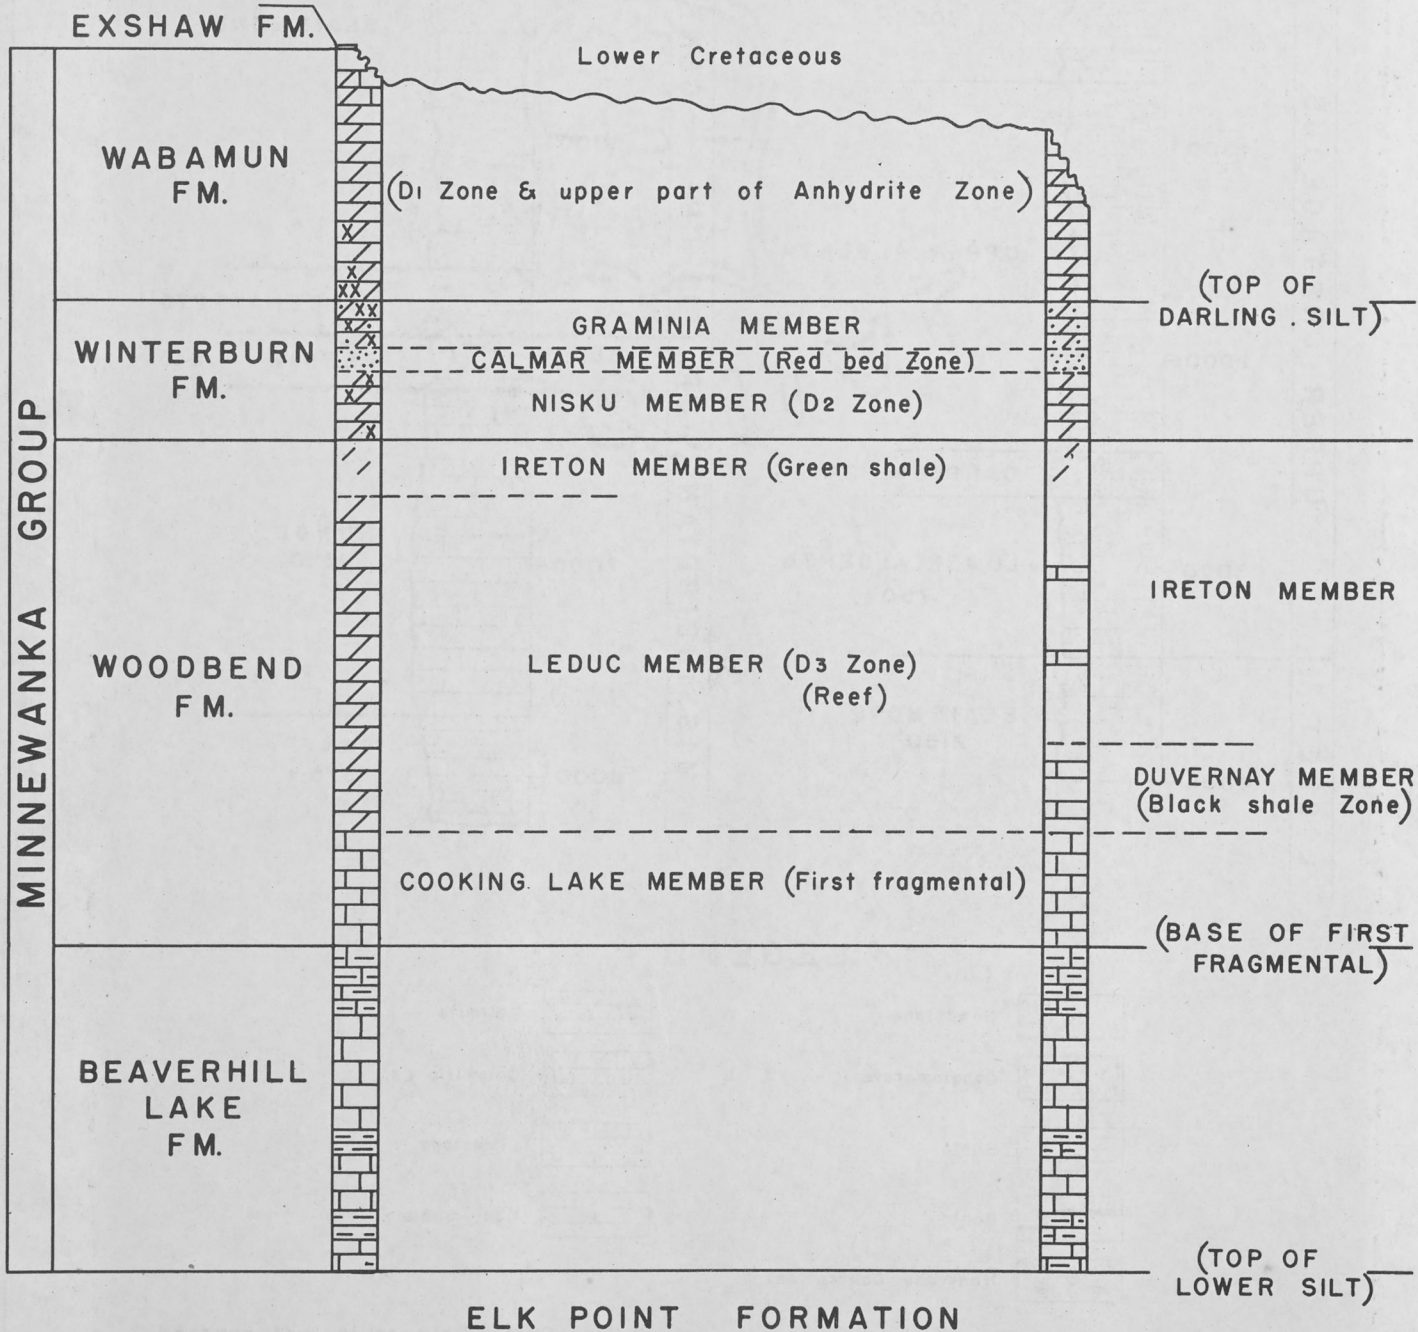 EXSHAW FM.
Lower Cretaceous
MINNEWANKA GROUP
WABAMUN
FM.
(D1 Zone & upper part of Anhydrite Zone)
(TOP OF
DARLING . SILT)
WINTERBURN
FM.
GRAMINIA MEMBER
CALMAR MEMBER (Red bed Zone)
NISKU MEMBER (D2 Zone)
IRETON MEMBER (Green shale)
IRETON MEMBER
WOODBEND
FM.
LEDUC MEMBER (D3 Zone)
(Reef)
DUVERNAY MEMBER
(Black shale Zone)
COOKING LAKE MEMBER (First fragmental)
(BASE OF FIRST
FRAGMENTAL)
BEAVERHILL
LAKE
FM.
(TOP OF
LOWER SILT)
ELK POINT FORMATION